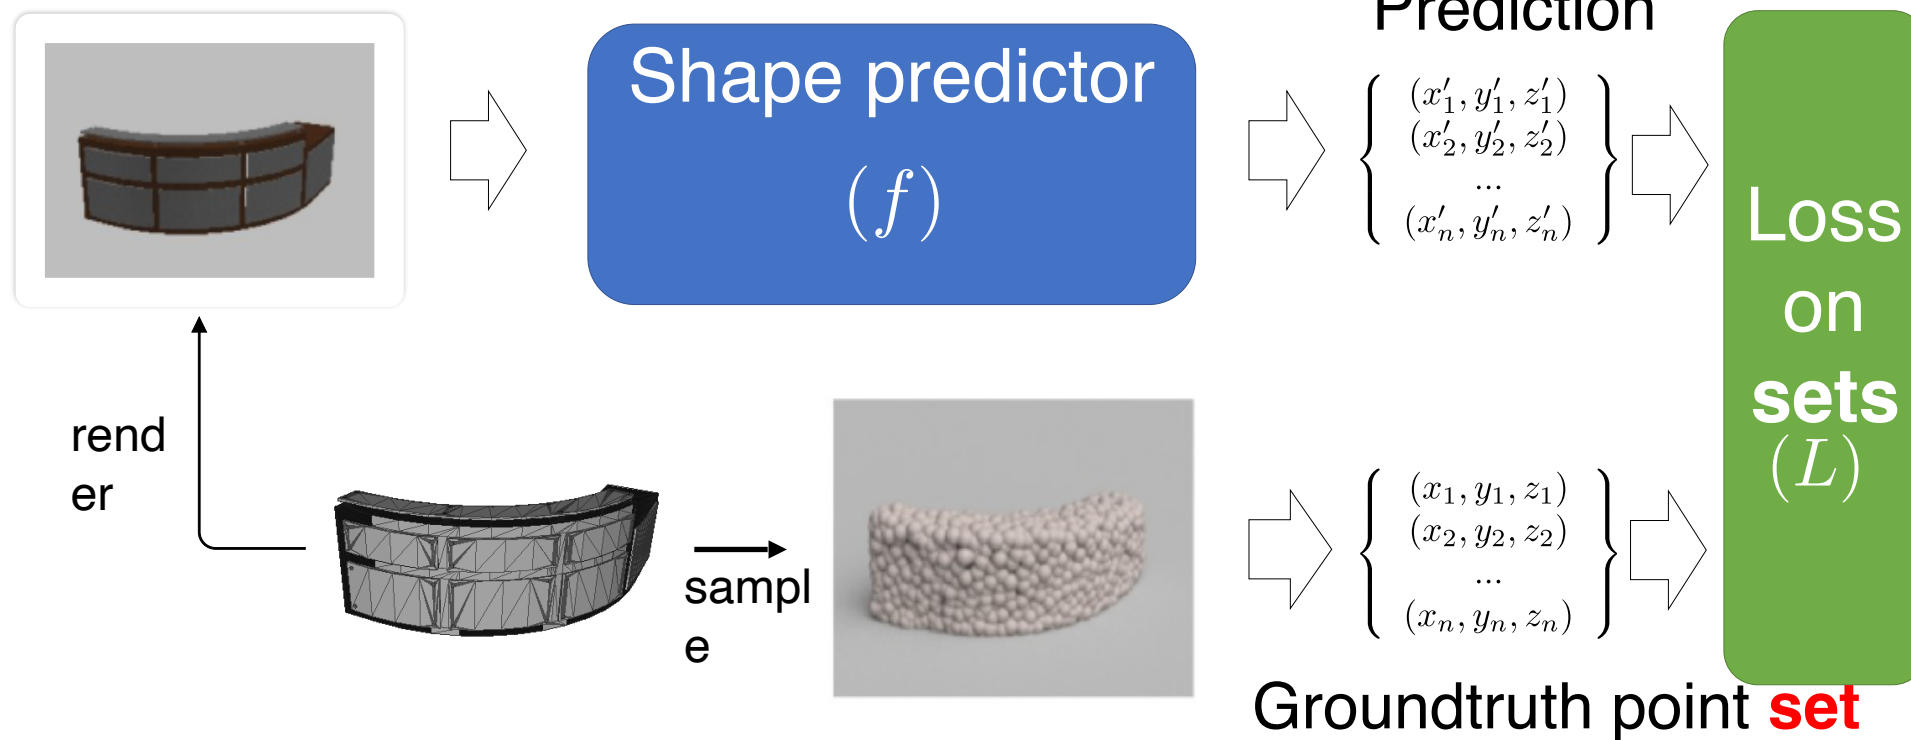 Prediction
Shape predictor
(f)
(x′₁, y′₁, z′₁)
(x′₂, y′₂, z′₂)
...
(x′ₙ, y′ₙ, z′ₙ)
Loss
on
sets
(L)
rend
er
sampl
e
(x₁, y₁, z₁)
(x₂, y₂, z₂)
...
(xₙ, yₙ, zₙ)
Groundtruth point set